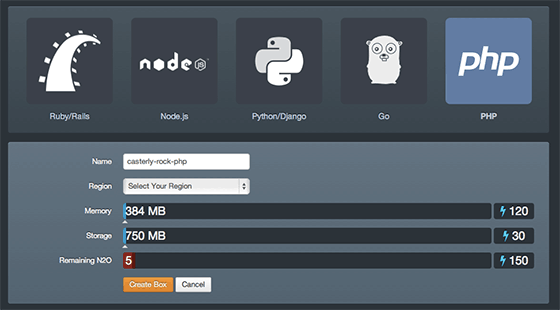 node JS
php
Ruby/Rails
Node.js
Python/Django
Go
PHP
Name
casterly-rock-php
Region
Select Your Region
Memory
384 MB
120
Storage
750 MB
30
Remaining N2O
5
150
Create Box
Cancel